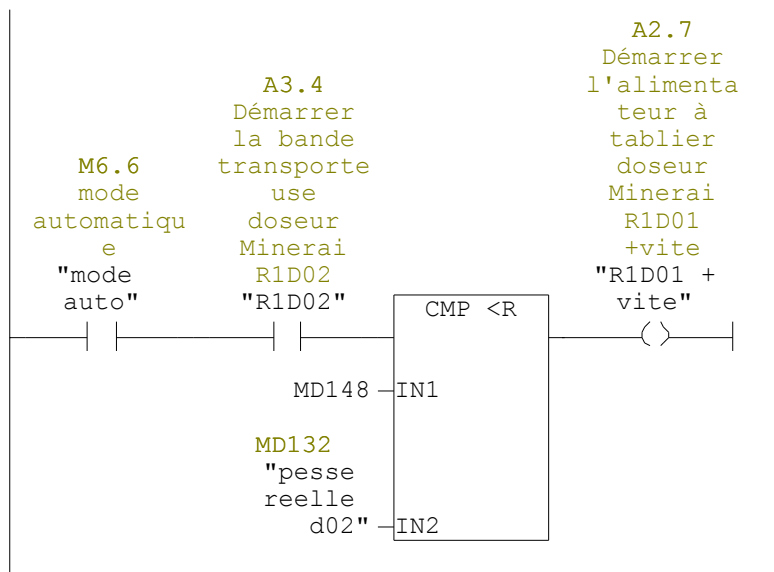 A2.7
Démarrer
l'alimenta
teur à
tablier
doseur
Minerai
R1D01
+vite
"R1D01 +
vite"
A3.4
Démarrer
la bande
transporte
use
doseur
Minerai
R1D02
"R1D02"
M6.6
mode
automatiqu
e
"mode
auto"
CMP <R
MD148
IN1
MD132
"pesse
reelle
d02"
IN2